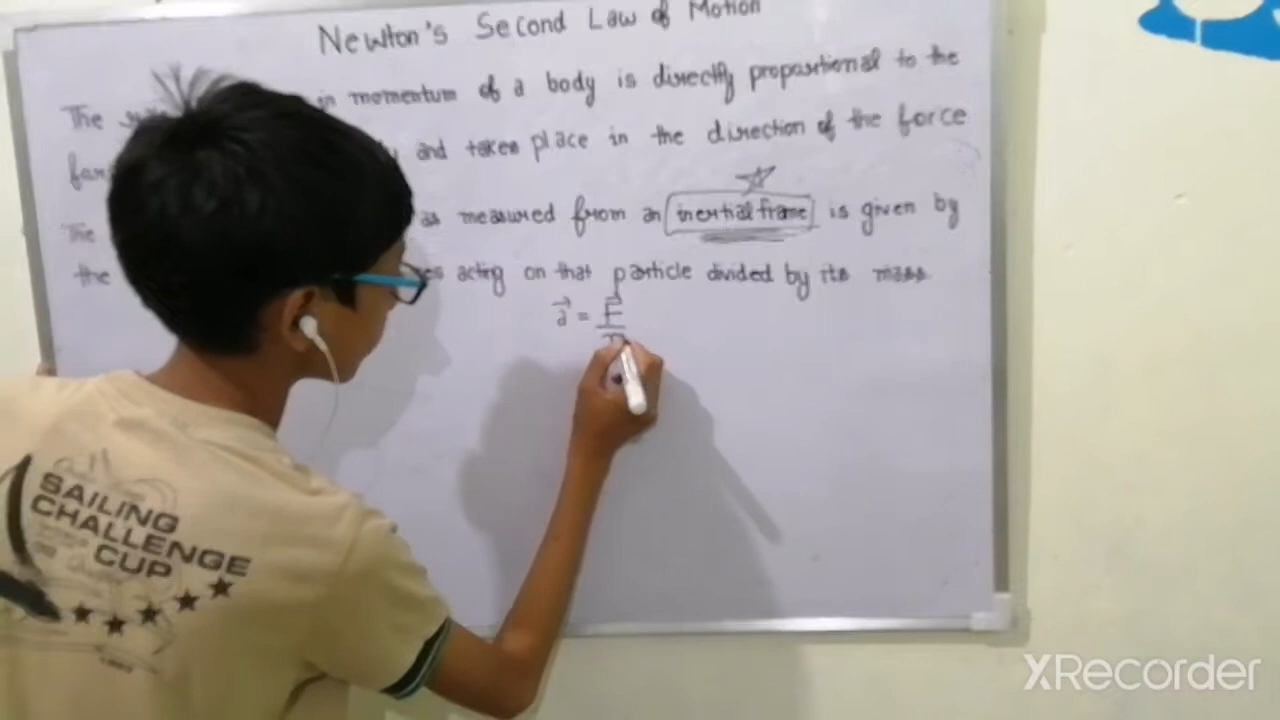 Newton's Second Law of Motion
The in momentum of a body is directly proportional to the
and takes place in the direction of the force
The as measured from an inertial frame is given by
the acting on that particle divided by its mass
a⃗ = F⃗
SAILING
CHALLENGE
CUP
XRecorder